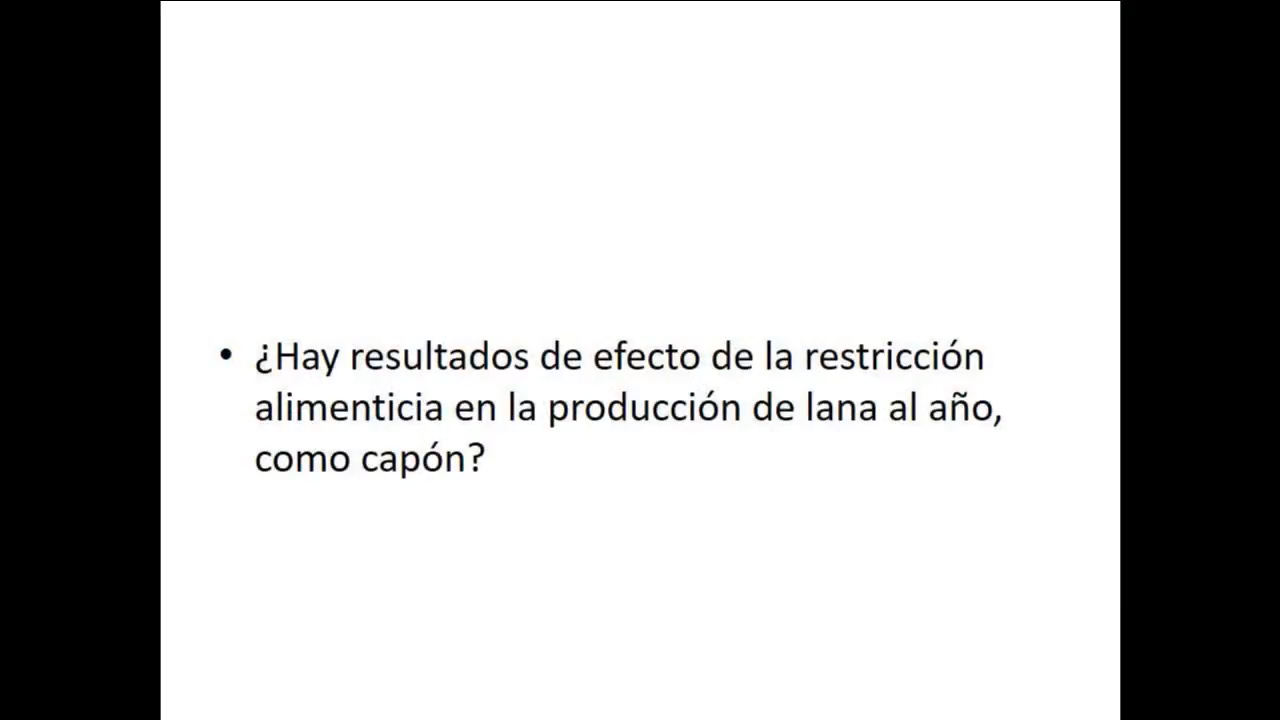 • ¿Hay resultados de efecto de la restricción
alimenticia en la producción de lana al año,
como capón?